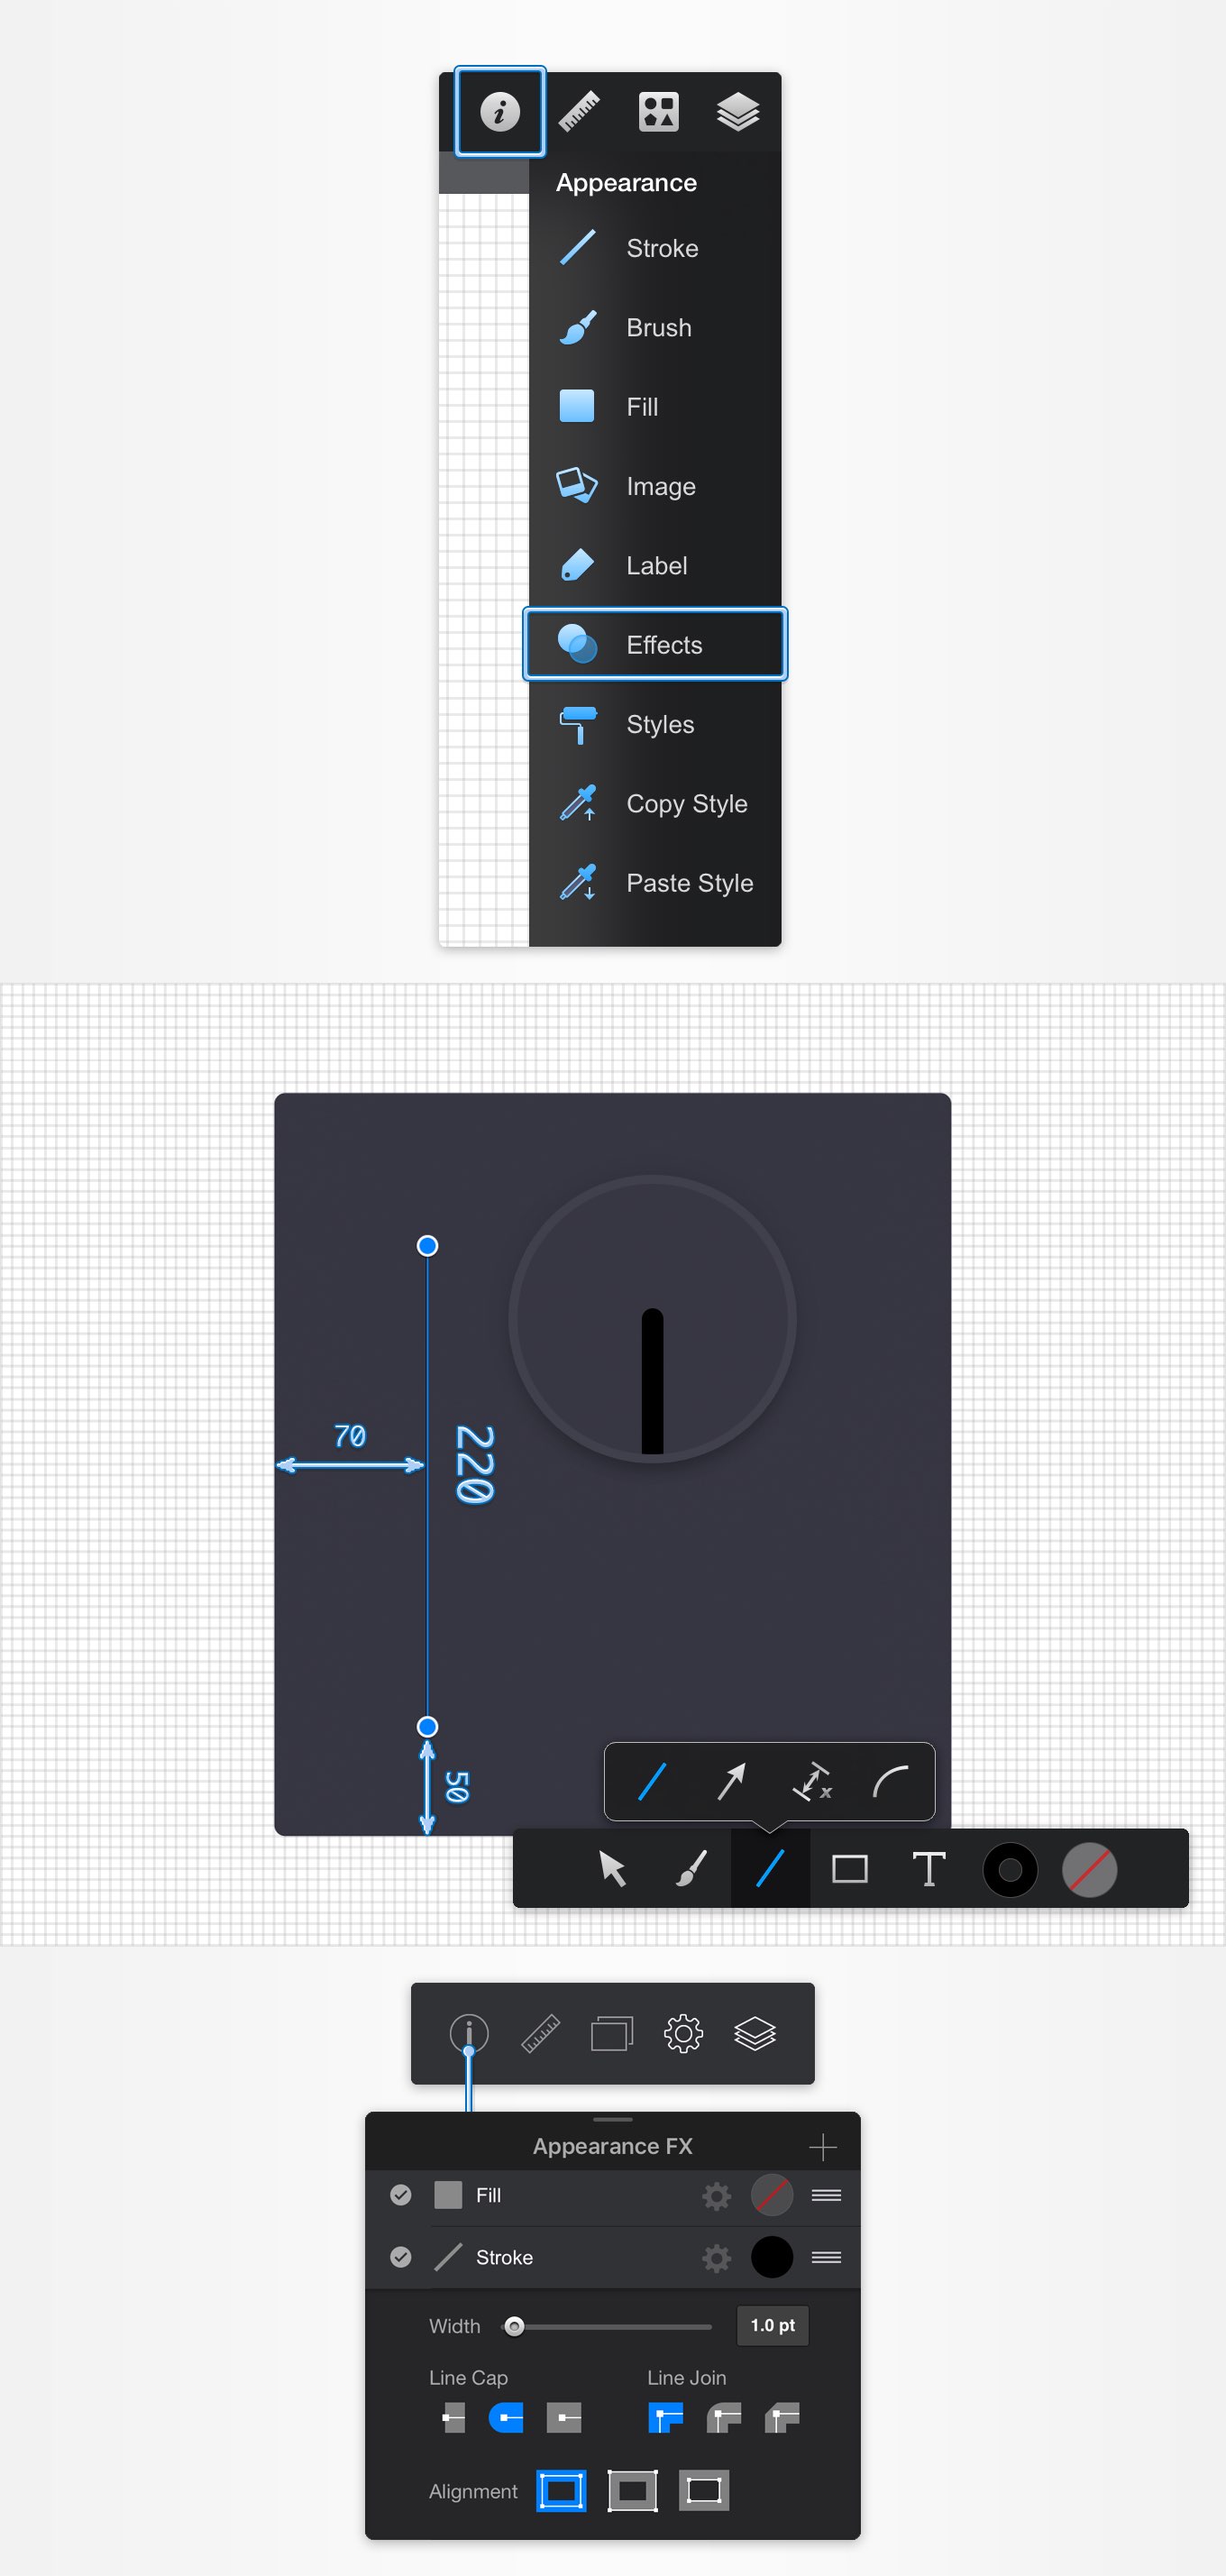 Appearance
Stroke
Brush
Fill
Image
Label
Effects
Styles
Copy Style
Paste Style
70
220
50
x
T
Appearance FX
Fill
Stroke
Width
1.0 pt
Line Cap
Line Join
Alignment